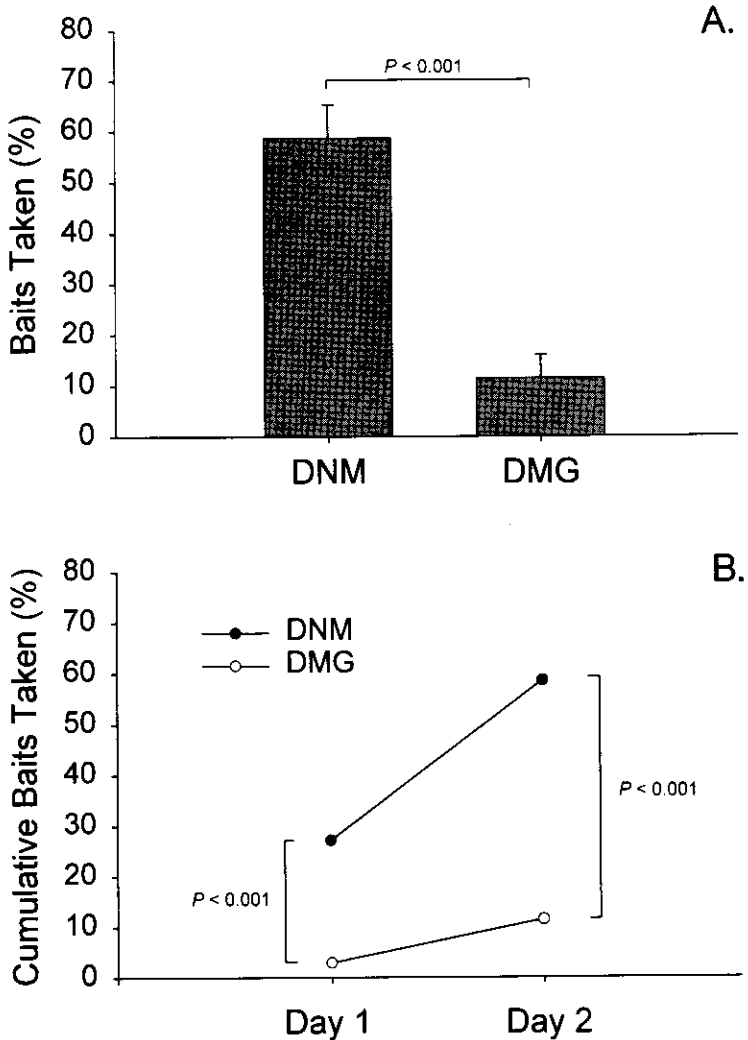 A.
80
70
60
50
40
30
20
10
0
Baits Taken (%)
P < 0.001
DNM DMG
B.
80
70
60
50
40
30
20
10
0
Cumulative Baits Taken (%)
DNM
DMG
P < 0.001
P < 0.001
Day 1 Day 2